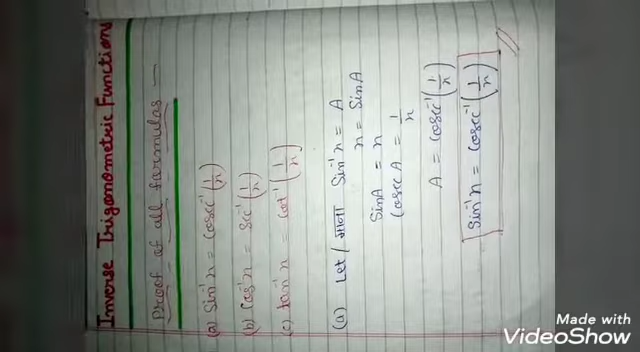 Inverse Trigonometric Functions
Proof of all formulas —
(a) Sin⁻¹x = Cosec⁻¹(1/x)
(b) Cos⁻¹x = Sec⁻¹(1/x)
(c) tan⁻¹x = Cot⁻¹(1/x)
(a) Let/माना Sin⁻¹x = A
x = SinA
SinA = x
CosecA = 1/x
A = Cosec⁻¹(1/x)
Sin⁻¹x = Cosec⁻¹(1/x)
Made with
VideoShow